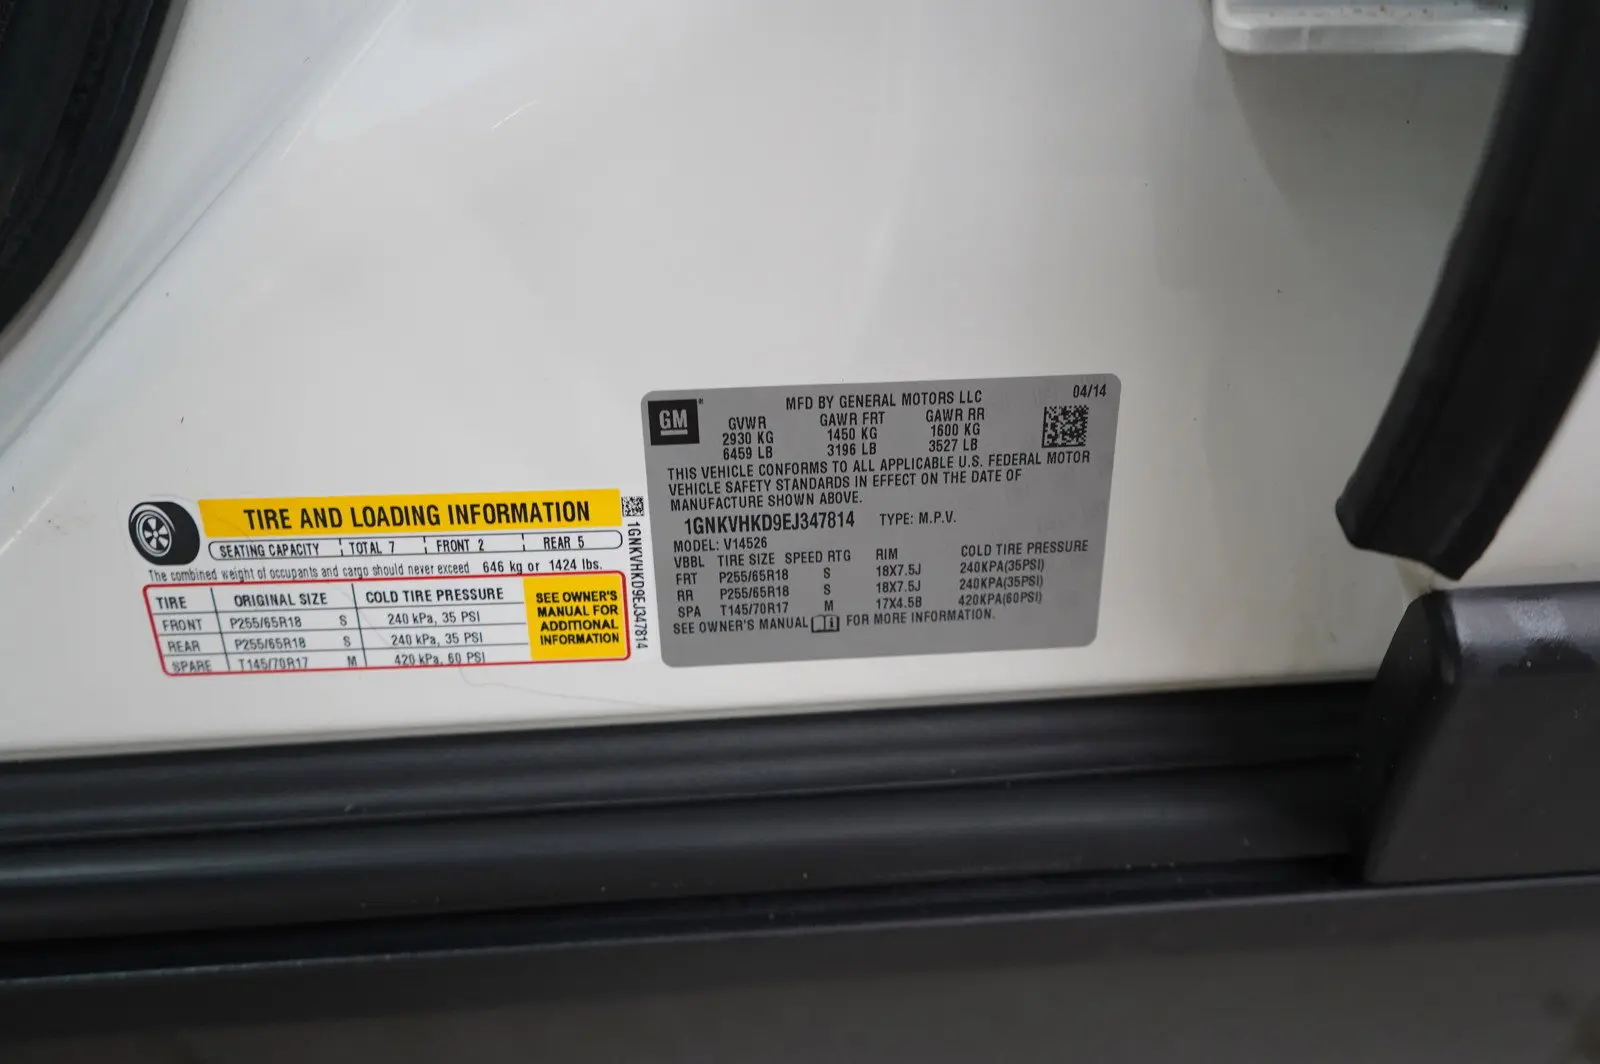 TIRE AND LOADING INFORMATION
SEATING CAPACITY TOTAL 7 FRONT 2 REAR 5
The combined weight of occupants and cargo should never exceed 646 kg or 1424 lbs.
TIRE ORIGINAL SIZE COLD TIRE PRESSURE
FRONT P255/65R18 S 240 kPa, 35 PSI
REAR P255/65R18 S 240 kPa, 35 PSI
SPARE T145/70R17 M 420 kPa, 60 PSI
SEE OWNER'S
MANUAL FOR
ADDITIONAL
INFORMATION
1GNKVHKD9EJ347814
GM
MFD BY GENERAL MOTORS LLC 04/14
GVWR GAWR FRT GAWR RR
2930 KG 1450 KG 1600 KG
6459 LB 3196 LB 3527 LB
THIS VEHICLE CONFORMS TO ALL APPLICABLE U.S. FEDERAL MOTOR
VEHICLE SAFETY STANDARDS IN EFFECT ON THE DATE OF
MANUFACTURE SHOWN ABOVE.
1GNKVHKD9EJ347814 TYPE: M.P.V.
MODEL: V14526
VBBL TIRE SIZE SPEED RTG RIM COLD TIRE PRESSURE
FRT P255/65R18 S 18X7.5J 240KPA(35PSI)
RR P255/65R18 S 18X7.5J 240KPA(35PSI)
SPA T145/70R17 M 17X4.5B 420KPA(60PSI)
SEE OWNER'S MANUAL FOR MORE INFORMATION.